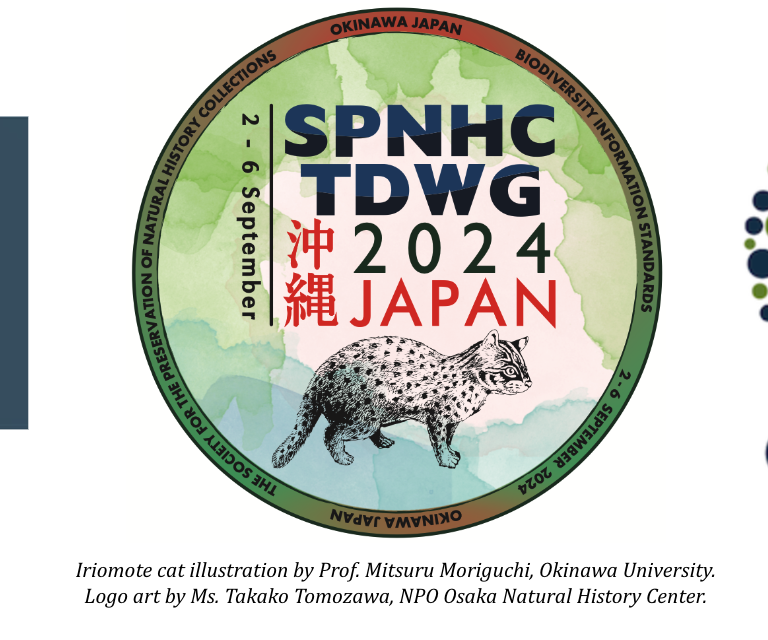 OKINAWA JAPAN
THE SOCIETY FOR THE PRESERVATION OF NATURAL HISTORY COLLECTIONS
BIODIVERSITY INFORMATION STANDARDS
2 - 6 September
SPNHC
TDWG
沖縄
2024
JAPAN
2 - 6 SEPTEMBER 2024
OKINAWA JAPAN
Iriomote cat illustration by Prof. Mitsuru Moriguchi, Okinawa University.
Logo art by Ms. Takako Tomozawa, NPO Osaka Natural History Center.